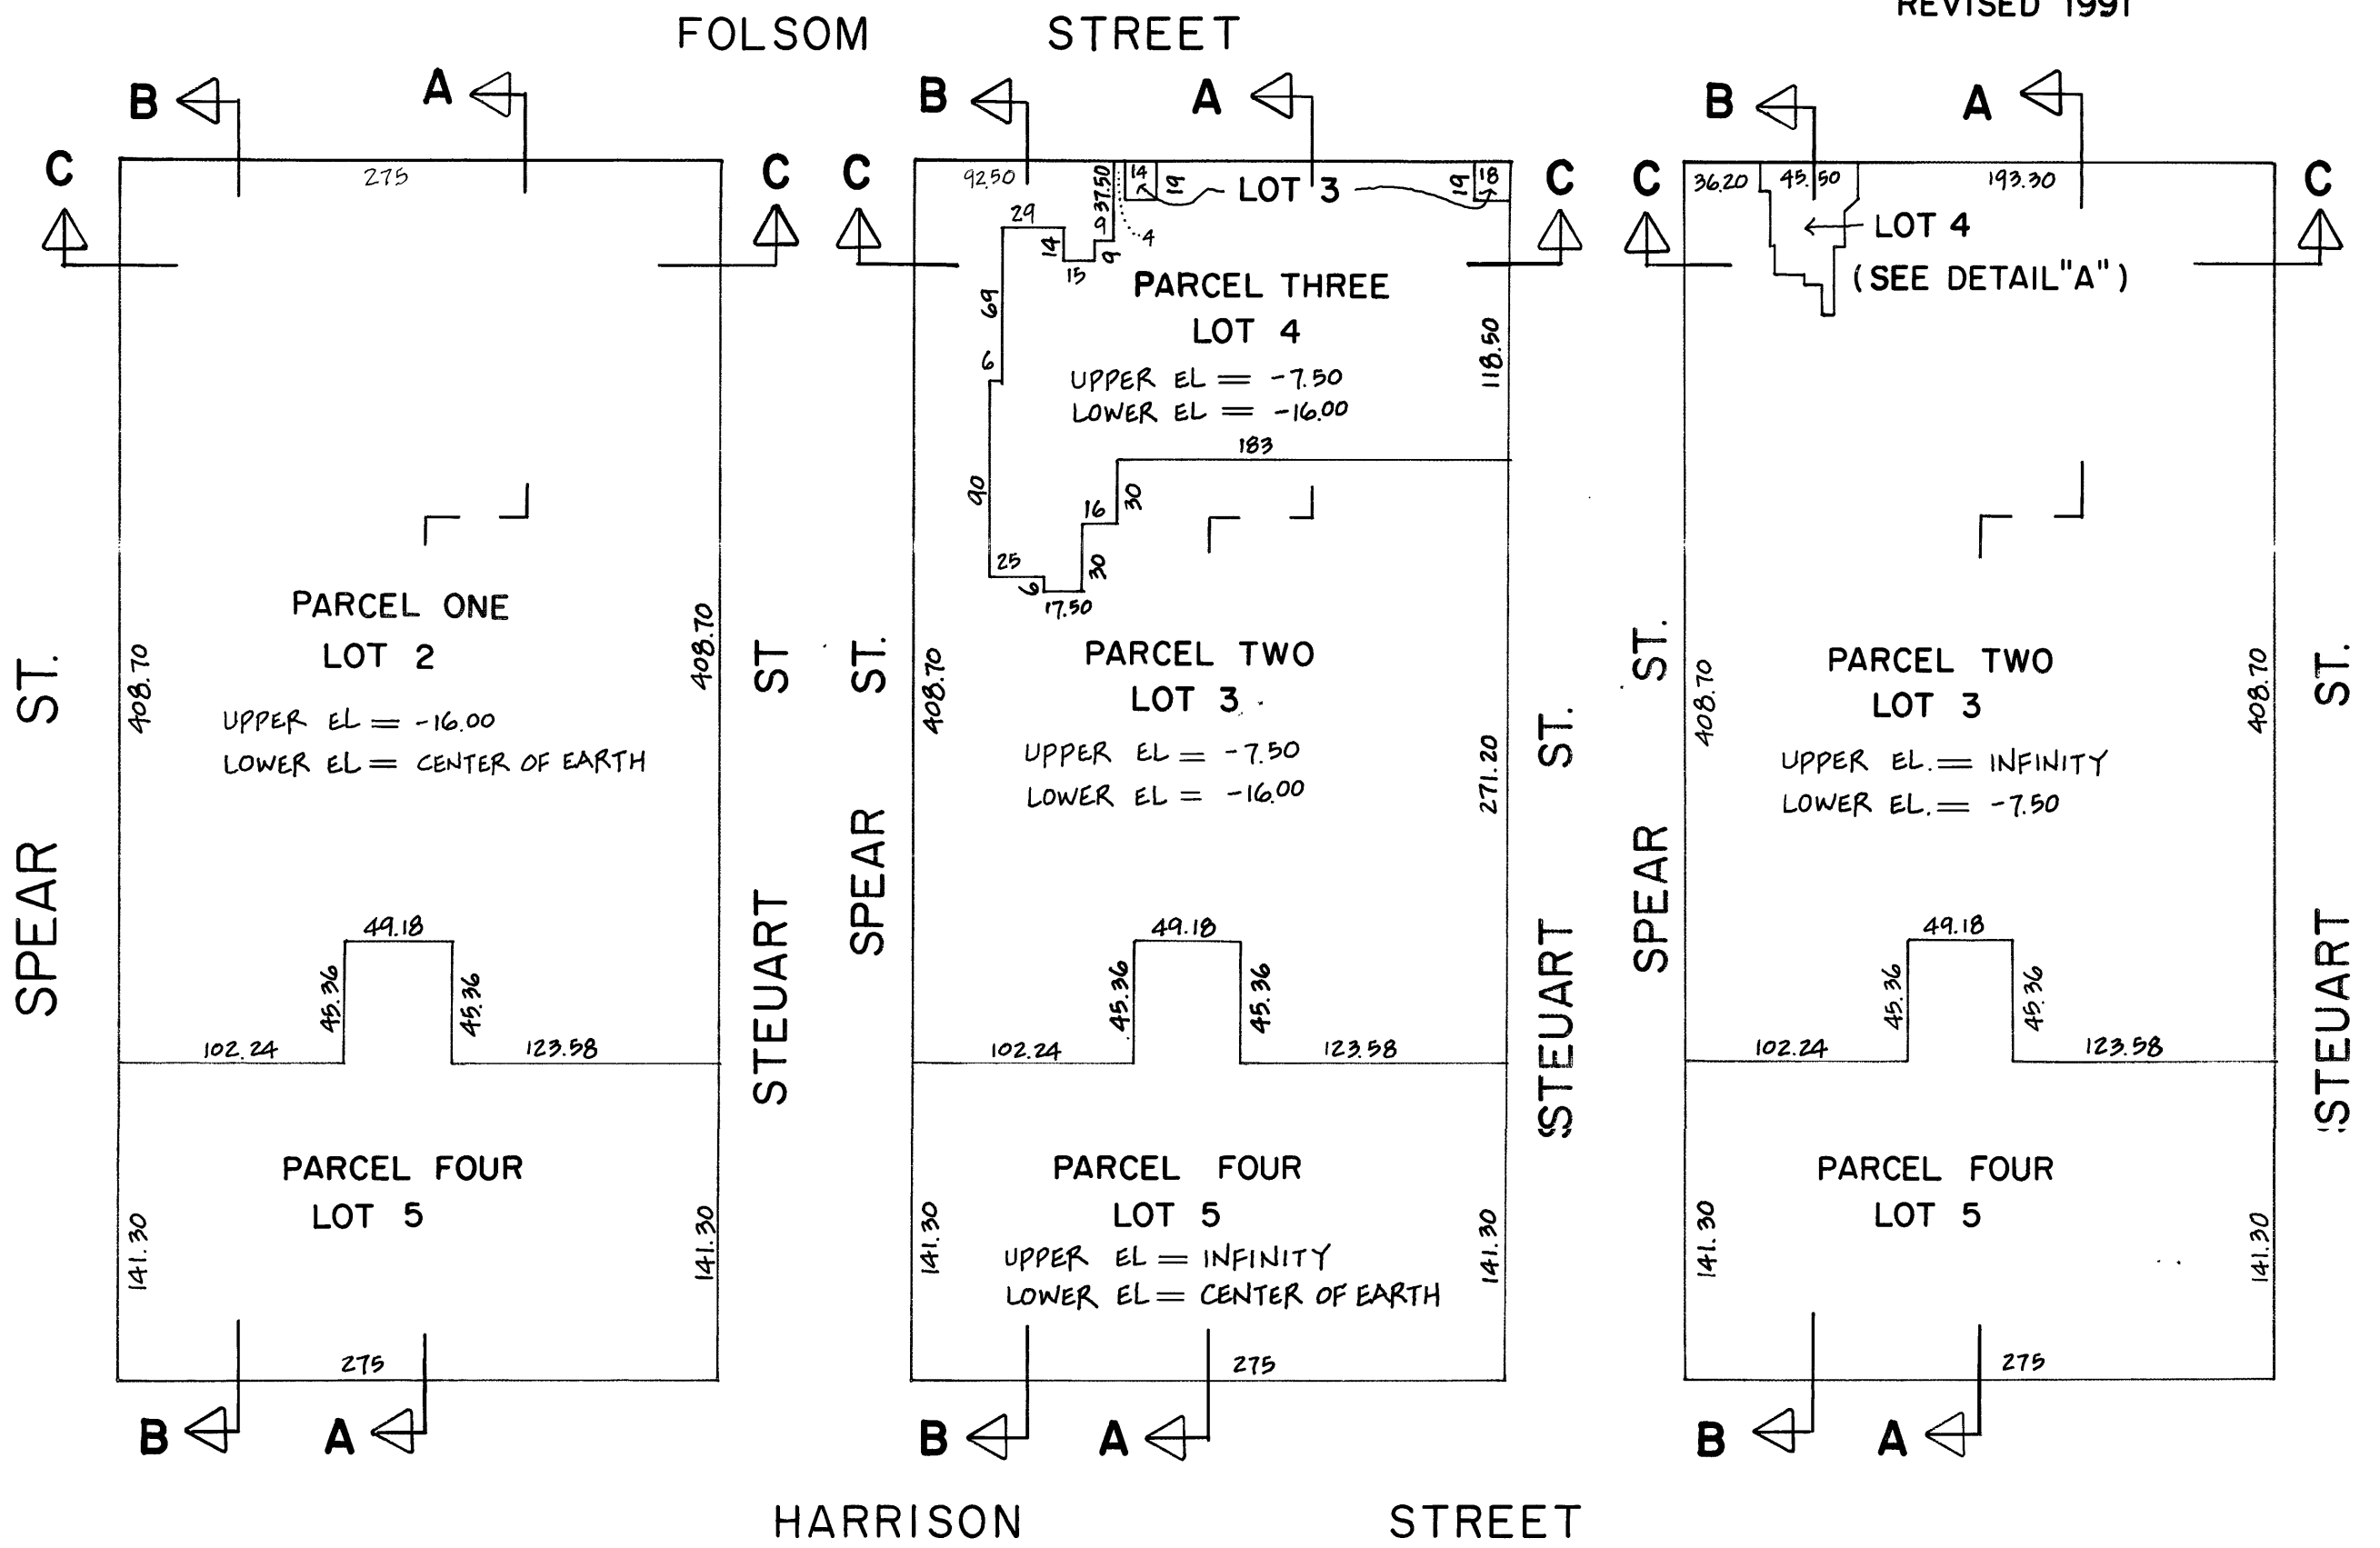 REVISED 1991
FOLSOM STREET
B A B A B A
C C C C C C
275
92.50
37.50
14
19
LOT 3
19
18
29
14
15
9
9
4
69
6
90
25
6
17.50
30
16
30
183
118.50
PARCEL THREE
LOT 4
UPPER EL = -7.50
LOWER EL = -16.00
36.20
45.50
193.30
LOT 4
(SEE DETAIL "A")
PARCEL ONE
LOT 2
UPPER EL = -16.00
LOWER EL = CENTER OF EARTH
408.70
408.70
SPEAR ST.
STEUART ST
49.18
45.36
45.36
102.24
123.58
PARCEL FOUR
LOT 5
141.30
141.30
275
B A
PARCEL TWO
LOT 3
UPPER EL = -7.50
LOWER EL = -16.00
408.70
271.20
SPEAR ST.
STEUART ST.
49.18
45.36
45.36
102.24
123.58
PARCEL FOUR
LOT 5
UPPER EL = INFINITY
LOWER EL = CENTER OF EARTH
141.30
141.30
275
B A
PARCEL TWO
LOT 3
UPPER EL. = INFINITY
LOWER EL. = -7.50
408.70
408.70
SPEAR ST.
STEUART ST.
49.18
45.36
45.36
102.24
123.58
PARCEL FOUR
LOT 5
141.30
141.30
275
B A
HARRISON STREET